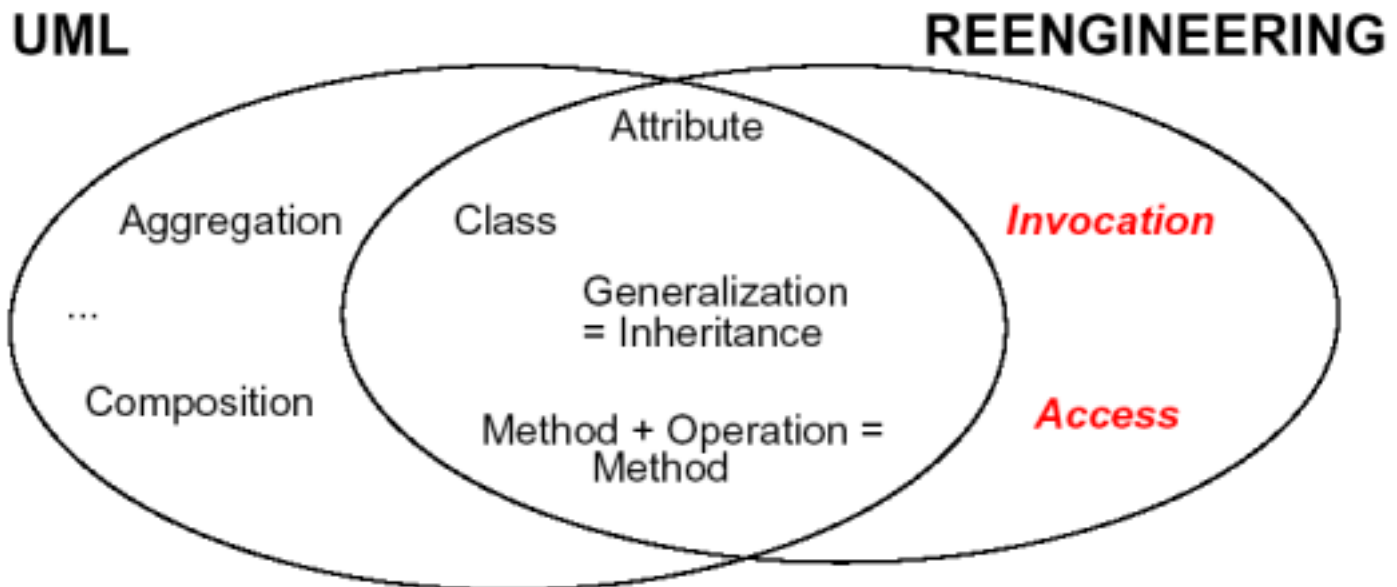 UML
REENGINEERING
Attribute
Aggregation
Class
Invocation
Generalization
= Inheritance
...
Composition
Access
Method + Operation =
Method